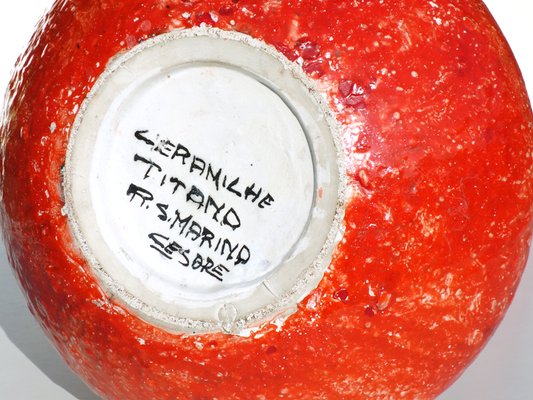 CERAMICHE
TITANO
R.S.MARINO
CESARE